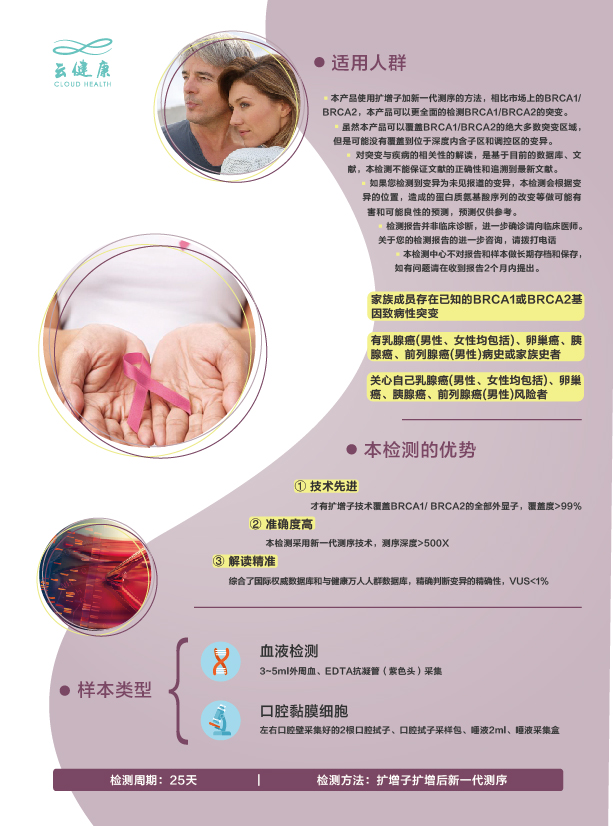 云健康
CLOUD HEALTH
适用人群
本产品使用扩增子加新一代测序的方法，相比市场上的BRCA1/
BRCA2，本产品可以更全面的检测BRCA1/BRCA2的突变。
虽然本产品可以覆盖BRCA1/BRCA2的绝大多数突变区域，
但是可能没有覆盖到位于深度内含子区和调控区的变异。
对突变与疾病的相关性的解读，是基于目前的数据库、文
献，本检测不能保证文献的正确性和追溯到最新文献。
如果您检测到变异为未见报道的变异，本检测会根据变
异的位置，造成的蛋白质氨基酸序列的改变等做可能有
害和可能良性的预测，预测仅供参考。
检测报告并非临床诊断，进一步确诊请向临床医师。
关于您的检测报告的进一步咨询，请拨打电话
本检测中心不对报告和样本做长期存档和保存，
如有问题请在收到报告2个月内提出。
家族成员存在已知的BRCA1或BRCA2基
因致病性突变
有乳腺癌(男性、女性均包括)、卵巢癌、胰
腺癌、前列腺癌(男性)病史或家族史者
关心自己乳腺癌(男性、女性均包括)、卵巢
癌、胰腺癌、前列腺癌(男性)风险者
本检测的优势
① 技术先进
才有扩增子技术覆盖BRCA1/ BRCA2的全部外显子，覆盖度>99%
② 准确度高
本检测采用新一代测序技术，测序深度>500X
③ 解读精准
综合了国际权威数据库和与健康万人人群数据库，精确判断变异的精确性，VUS<1%
样本类型
血液检测
3~5ml外周血、EDTA抗凝管（紫色头）采集
口腔黏膜细胞
左右口腔壁采集好的2根口腔拭子、口腔拭子采样包、唾液2ml、唾液采集盒
检测周期：25天 | 检测方法：扩增子扩增后新一代测序